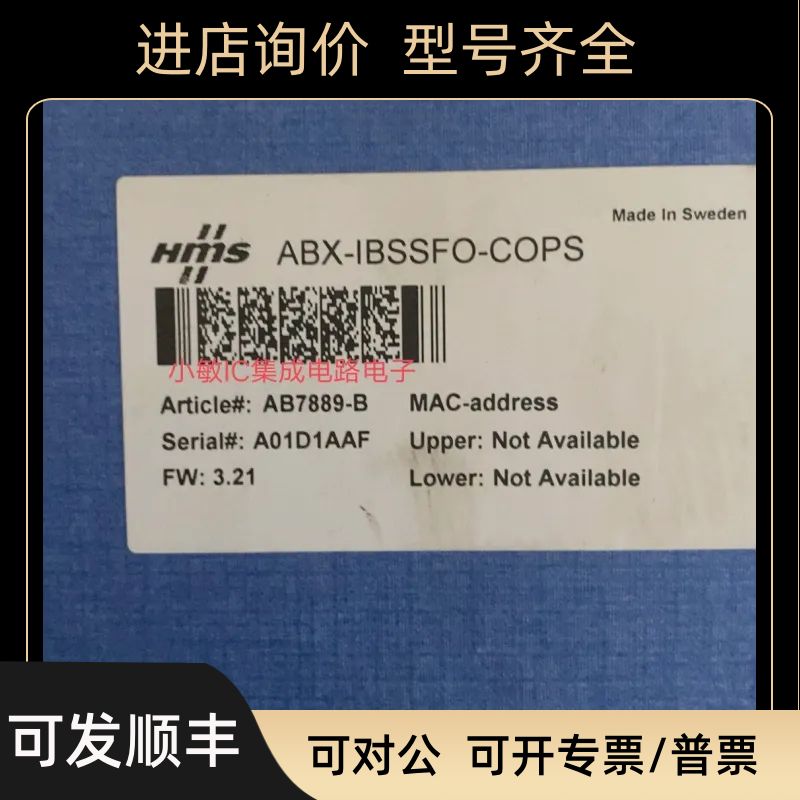 进店询价 型号齐全
Made In Sweden
HMS ABX-IBSSFO-COPS
小敏IC集成电路电子
Article#: AB7889-B MAC-address
Serial#: A01D1AAF Upper: Not Available
FW: 3.21 Lower: Not Available
可发顺丰
可对公 可开专票/普票